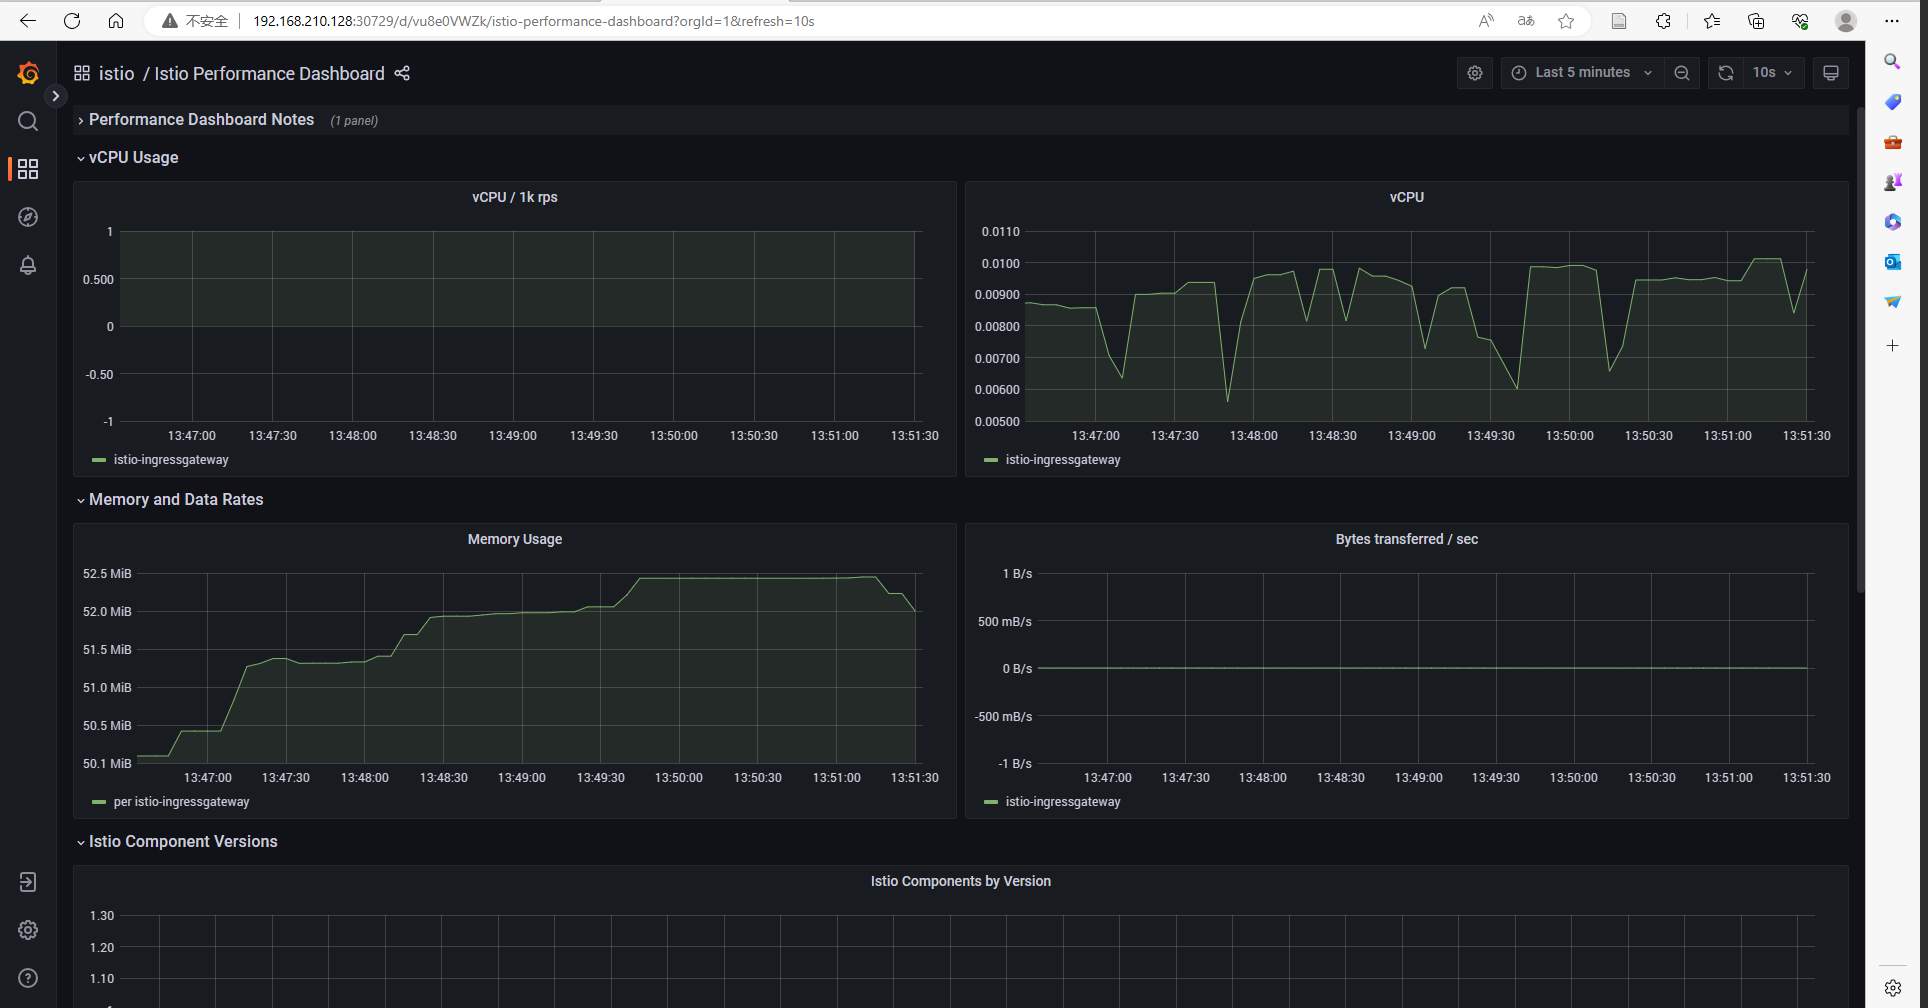 不安全 192.168.210.128:30729/d/vu8e0VWZk/istio-performance-dashboard?orgId=1&refresh=10s
istio / Istio Performance Dashboard
Last 5 minutes
10s
Performance Dashboard Notes (1 panel)
vCPU Usage
vCPU / 1k rps
1
0.500
0
-0.50
-1
13:47:00 13:47:30 13:48:00 13:48:30 13:49:00 13:49:30 13:50:00 13:50:30 13:51:00 13:51:30
istio-ingressgateway
vCPU
0.0110
0.0100
0.00900
0.00800
0.00700
0.00600
0.00500
13:47:00 13:47:30 13:48:00 13:48:30 13:49:00 13:49:30 13:50:00 13:50:30 13:51:00 13:51:30
istio-ingressgateway
Memory and Data Rates
Memory Usage
52.5 MiB
52.0 MiB
51.5 MiB
51.0 MiB
50.5 MiB
50.1 MiB
13:47:00 13:47:30 13:48:00 13:48:30 13:49:00 13:49:30 13:50:00 13:50:30 13:51:00 13:51:30
per istio-ingressgateway
Bytes transferred / sec
1 B/s
500 mB/s
0 B/s
-500 mB/s
-1 B/s
13:47:00 13:47:30 13:48:00 13:48:30 13:49:00 13:49:30 13:50:00 13:50:30 13:51:00 13:51:30
istio-ingressgateway
Istio Component Versions
Istio Components by Version
1.30
1.20
1.10